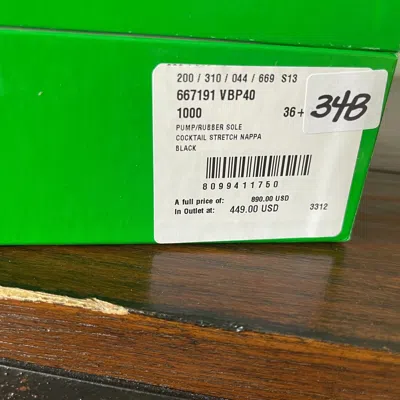 200 / 310 / 044 / 669 S13
667191 VBP40
1000 36+
348
PUMP/RUBBER SOLE
COCKTAIL STRETCH NAPPA
BLACK
8099411750
A full price of: 890.00 USD
In Outlet at: 449.00 USD 3312